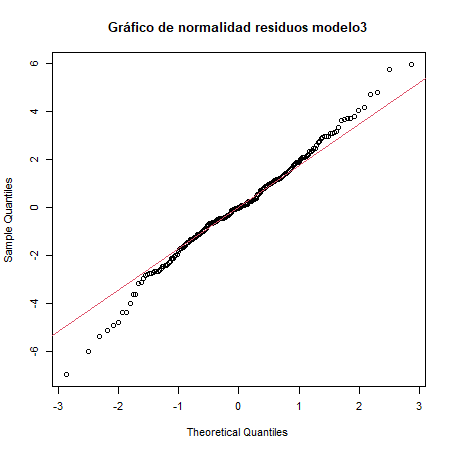 Gráfico de normalidad residuos modelo3
Sample Quantiles
6
4
2
0
-2
-4
-6
-3 -2 -1 0 1 2 3
Theoretical Quantiles